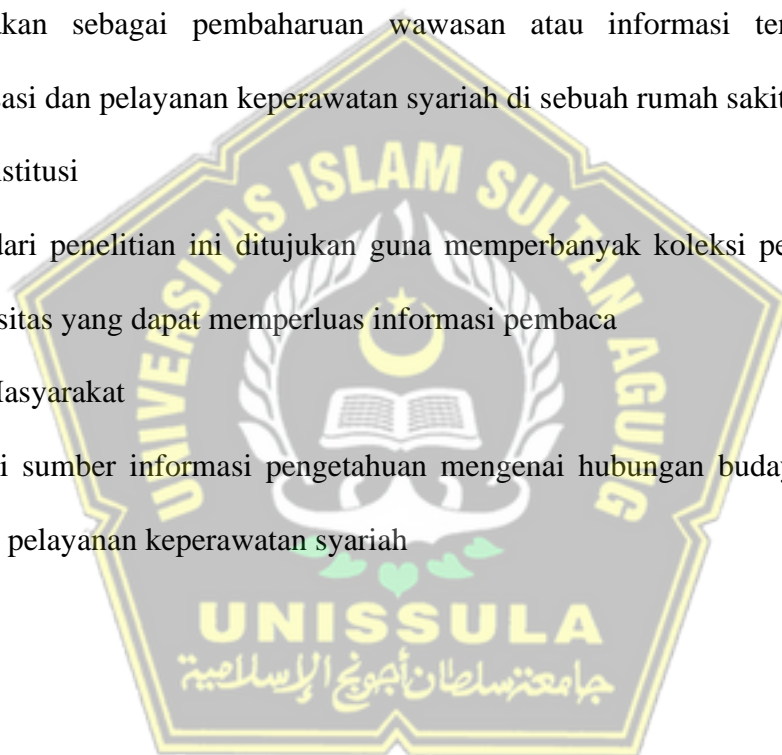 akan sebagai pembaharuan wawasan atau informasi ter
asi dan pelayanan keperawatan syariah di sebuah rumah sakit
stitusi
dari penelitian ini ditujukan guna memperbanyak koleksi pe
sitas yang dapat memperluas informasi pembaca
Masyarakat
i sumber informasi pengetahuan mengenai hubungan buday
pelayanan keperawatan syariah
UNIVERSITAS ISLAM SULTAN AGUNG
UNISSULA
جامعة سلطان أجونج الإسلامية